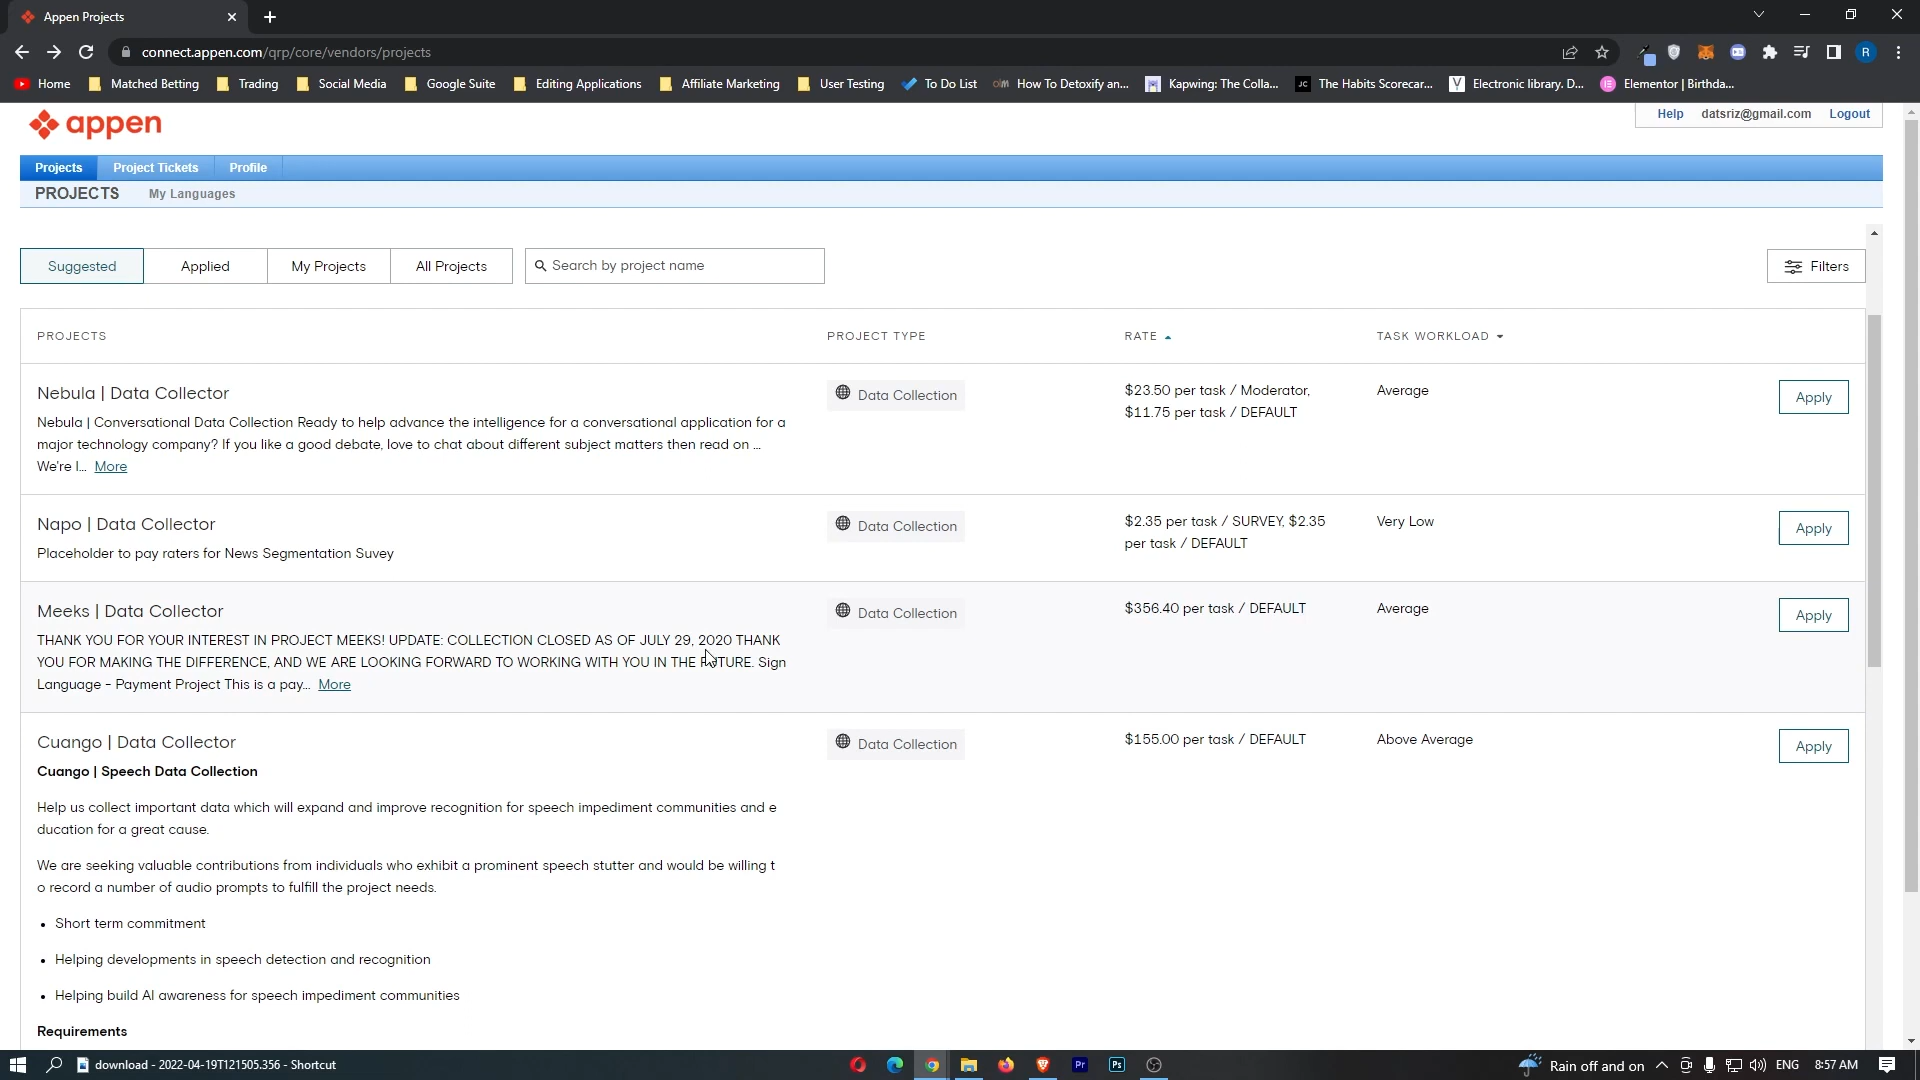 Appen Projects
connect.appen.com/qrp/core/vendors/projects
R
Home Matched Betting Trading Social Media Google Suite Editing Applications Affiliate Marketing User Testing To Do List How To Detoxify an... Kapwing: The Colla... JC The Habits Scorecar... Electronic library. D... Elementor | Birthda...
appen
Help datsriz@gmail.com Logout
Projects Project Tickets Profile
PROJECTS My Languages
Suggested Applied My Projects All Projects Search by project name Filters
PROJECTS PROJECT TYPE RATE TASK WORKLOAD
Nebula | Data Collector Data Collection $23.50 per task / Moderator, Average Apply
$11.75 per task / DEFAULT
Nebula | Conversational Data Collection Ready to help advance the intelligence for a conversational application for a
major technology company? If you like a good debate, love to chat about different subject matters then read on ...
We're I... More
Napo | Data Collector Data Collection $2.35 per task / SURVEY, $2.35 Very Low Apply
per task / DEFAULT
Placeholder to pay raters for News Segmentation Suvey
Meeks | Data Collector Data Collection $356.40 per task / DEFAULT Average Apply
THANK YOU FOR YOUR INTEREST IN PROJECT MEEKS! UPDATE: COLLECTION CLOSED AS OF JULY 29, 2020 THANK
YOU FOR MAKING THE DIFFERENCE, AND WE ARE LOOKING FORWARD TO WORKING WITH YOU IN THE FUTURE. Sign
Language - Payment Project This is a pay... More
Cuango | Data Collector Data Collection $155.00 per task / DEFAULT Above Average Apply
Cuango | Speech Data Collection
Help us collect important data which will expand and improve recognition for speech impediment communities and e
ducation for a great cause.
We are seeking valuable contributions from individuals who exhibit a prominent speech stutter and would be willing t
o record a number of audio prompts to fulfill the project needs.
• Short term commitment
• Helping developments in speech detection and recognition
• Helping build AI awareness for speech impediment communities
Requirements
download - 2022-04-19T121505.356 - Shortcut Pr Ps Rain off and on ENG 8:57 AM